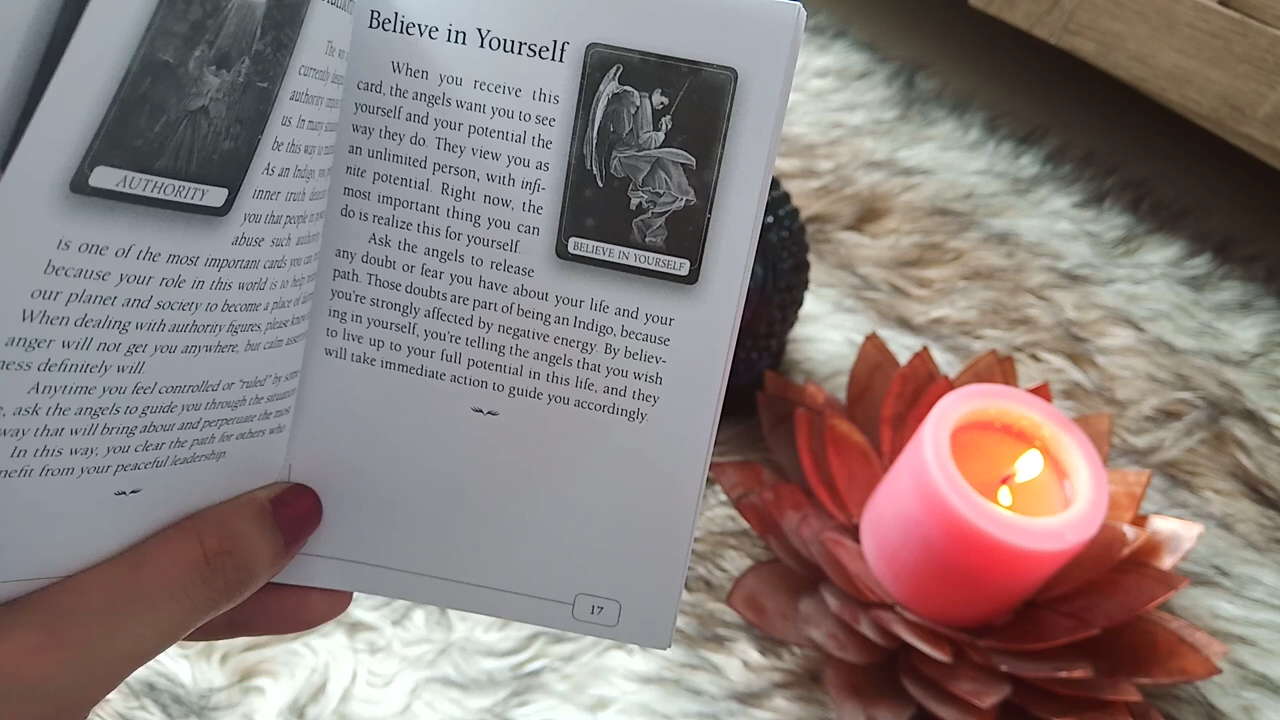 AUTHORITY
The
currently
authority
us. In many
be this way to
As an Indigo,
inner truth
you that people in
abuse such
is one of the most important cards you
because your role in this world is to help
our planet and society to become a place of
When dealing with authority figures, please
anger will not get you anywhere, but calm
ness definitely will.
Anytime you feel controlled or “ruled” by
ask the angels to guide you through the
way that will bring about and perpetuate the most
In this way, you clear the path for others who
nefit from your peaceful leadership.
Believe in Yourself
When you receive this
card, the angels want you to see
yourself and your potential the
way they do. They view you as
an unlimited person, with infi-
nite potential. Right now, the
most important thing you can
do is realize this for yourself.
Ask the angels to release
any doubt or fear you have about your life and your
path. Those doubts are part of being an Indigo, because
you’re strongly affected by negative energy. By believ-
ing in yourself, you’re telling the angels that you wish
to live up to your full potential in this life, and they
will take immediate action to guide you accordingly.
BELIEVE IN YOURSELF
17